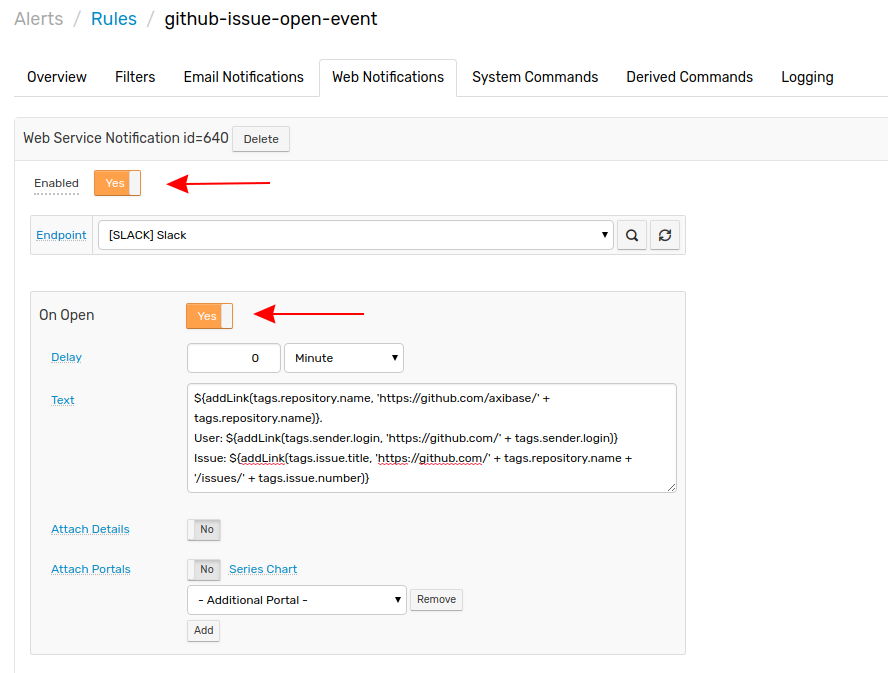 Alerts / Rules / github-issue-open-event
Overview Filters Email Notifications Web Notifications System Commands Derived Commands Logging
Web Service Notification id=640 Delete
Enabled Yes
Endpoint [SLACK] Slack
On Open Yes
Delay 0 Minute
Text ${addLink(tags.repository.name, 'https://github.com/axibase/' +
tags.repository.name)}.
User: ${addLink(tags.sender.login, 'https://github.com/' + tags.sender.login)}
Issue: ${addLink(tags.issue.title, 'https://github.com/' + tags.repository.name +
'/issues/' + tags.issue.number)}
Attach Details No
Attach Portals No Series Chart
- Additional Portal - Remove
Add